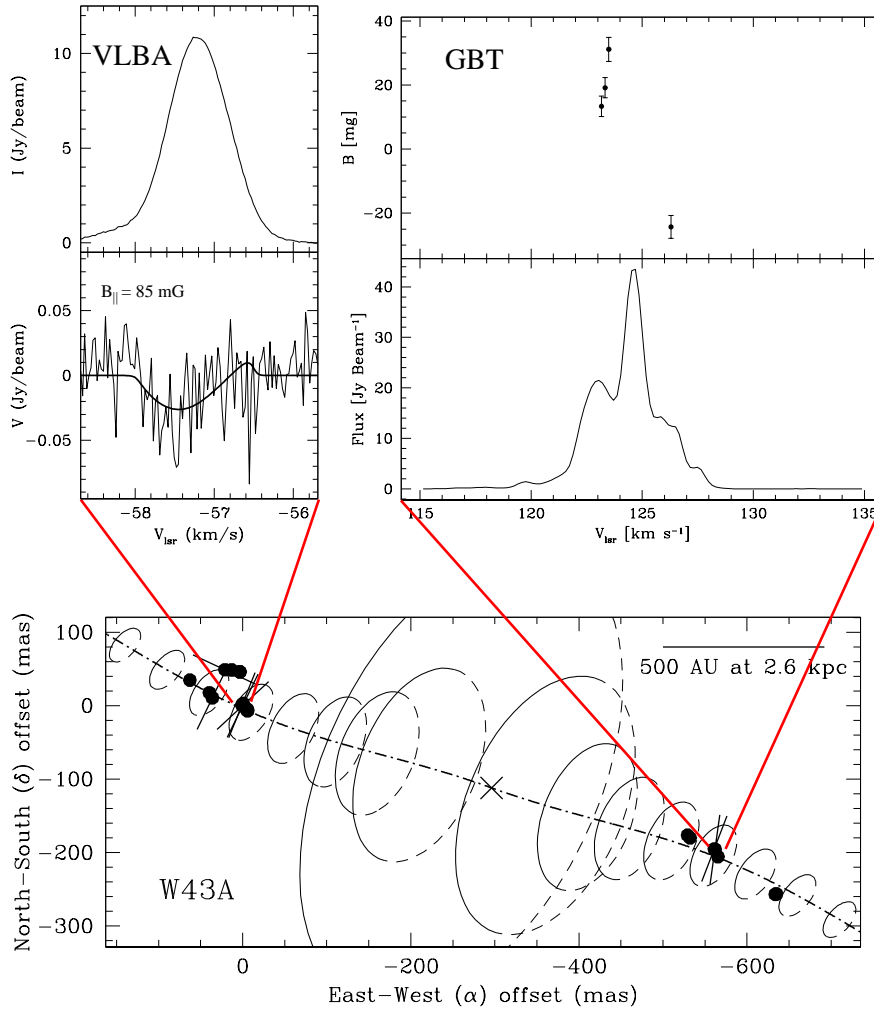 VLBA
I (Jy/beam)
10
5
0
B|| = 85 mG
V (Jy/beam)
0.05
0
−0.05
−58
−57
−56
Vlsr (km/s)
GBT
B [mg]
40
20
0
−20
Flux [Jy Beam⁻¹]
40
30
20
10
0
115
120
125
130
135
Vlsr [km s⁻¹]
North−South (δ) offset (mas)
100
0
−100
−200
−300
500 AU at 2.6 kpc
W43A
0
−200
−400
−600
East−West (α) offset (mas)